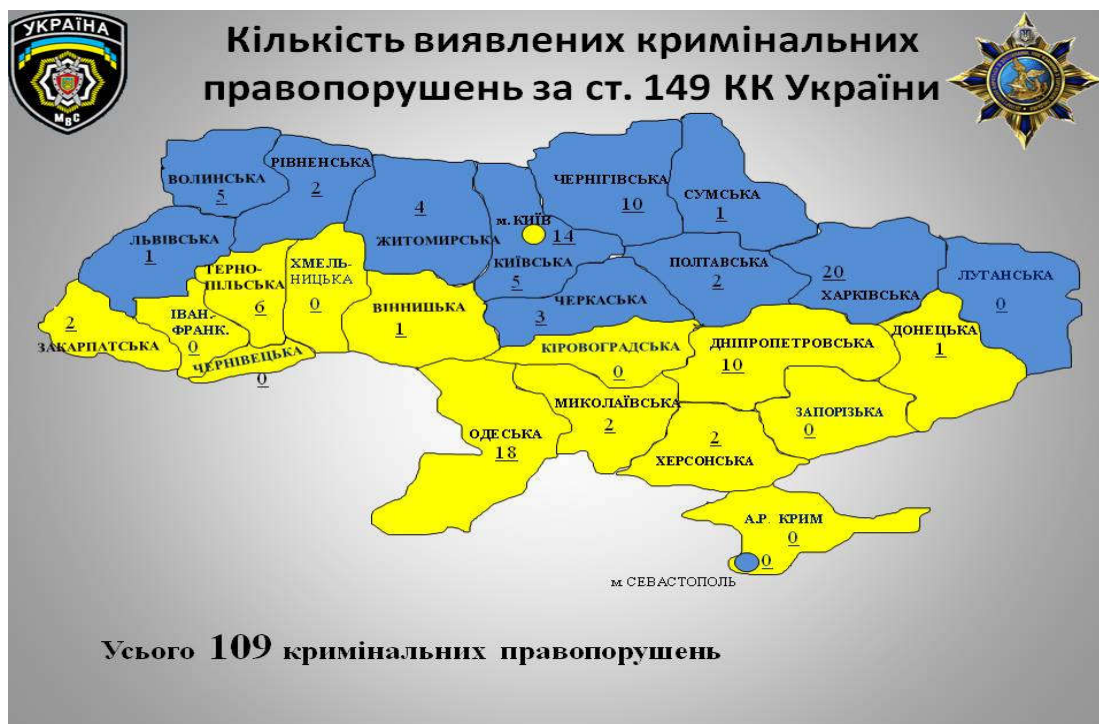 УКРАЇНА
МВС
Кількість виявлених кримінальних
правопорушень за ст. 149 КК України
ВОЛИНСЬКА
5
РІВНЕНСЬКА
2
4
ЖИТОМИРСЬКА
м. КИЇВ
14
КИЇВСЬКА
5
ЧЕРНІГІВСЬКА
10
СУМСЬКА
1
ЛЬВІВСЬКА
1
ТЕРНО-
ПІЛЬСЬКА
6
ХМЕЛЬ-
НИЦЬКА
0
ВІННИЦЬКА
1
ЧЕРКАСЬКА
3
ПОЛТАВСЬКА
2
20
ХАРКІВСЬКА
ЛУГАНСЬКА
0
2
ЗАКАРПАТСЬКА
ІВАН.-
ФРАНК.
0
ЧЕРНІВЕЦЬКА
0
КІРОВОГРАДСЬКА
0
ДНІПРОПЕТРОВСЬКА
10
ДОНЕЦЬКА
1
ОДЕСЬКА
18
МИКОЛАЇВСЬКА
2
2
ХЕРСОНСЬКА
ЗАПОРІЗЬКА
0
А.Р. КРИМ
0
0
м СЕВАСТОПОЛЬ
Усього 109 кримінальних правопорушень